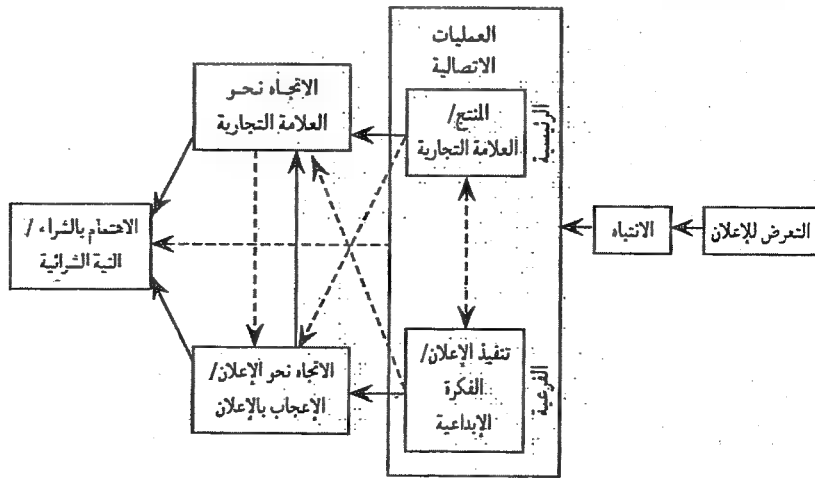 التعرض للإعلان
الانتباه
العمليات
الاتصالية
الرئيسية
المنتج/
العلامة التجارية
الفرعية
تنفيذ الإعلان/
الفكرة
الإبداعية
الاتجاه نحو
العلامة التجارية
الاتجاه نحو الإعلان/
الإعجاب بالإعلان
الاهتمام بالشراء /
النية الشرائية